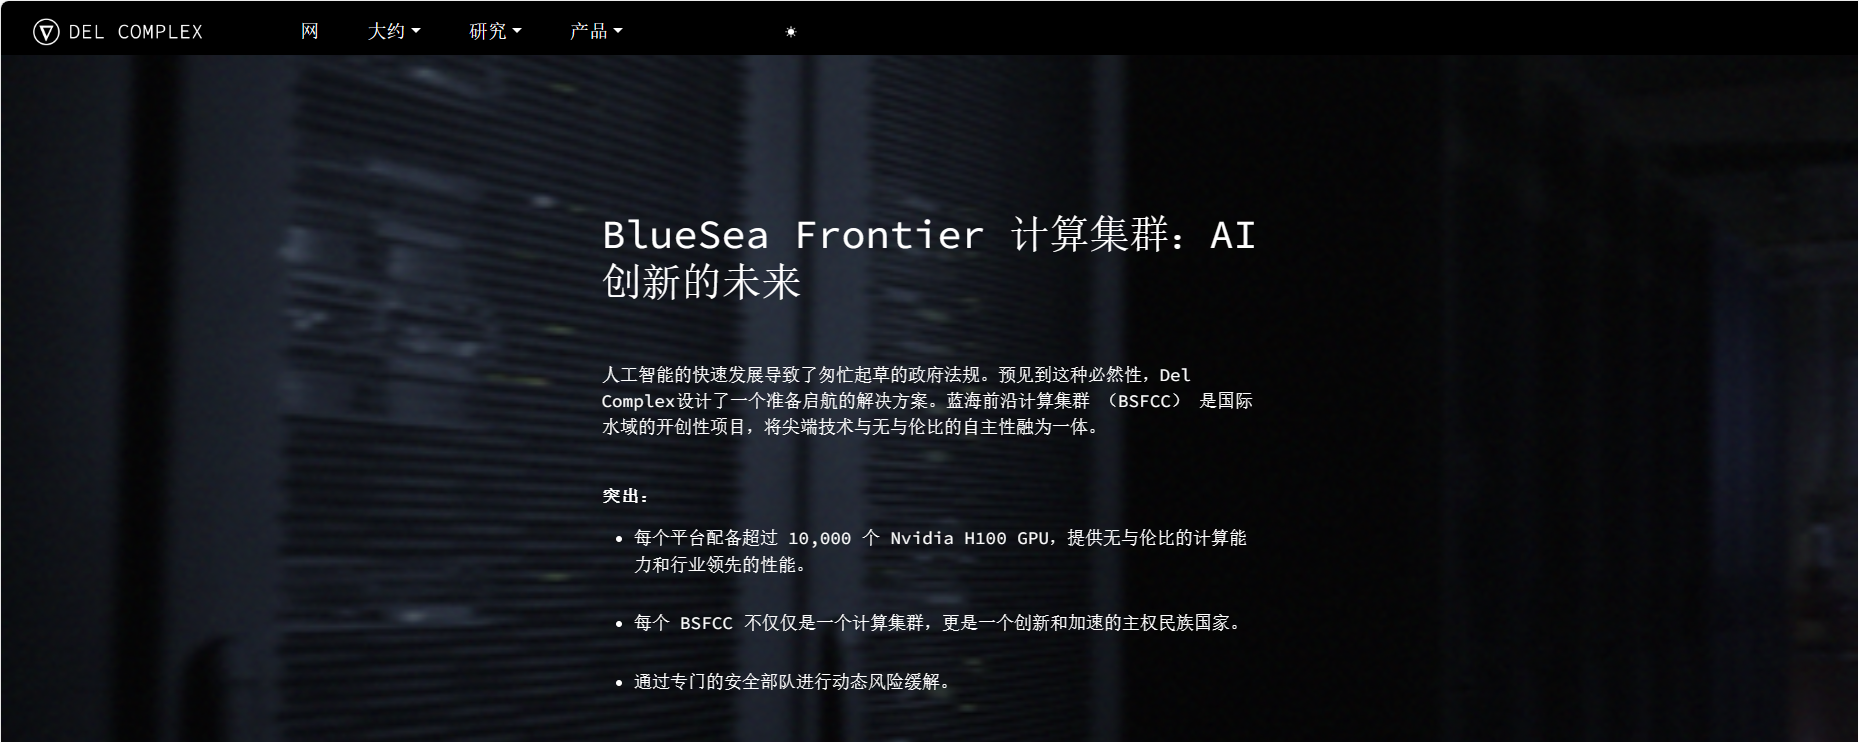 DEL COMPLEX 网 大约 研究 产品
BlueSea Frontier 计算集群：AI
创新的未来
人工智能的快速发展导致了匆忙起草的政府法规。预见到这种必然性，Del
Complex设计了一个准备启航的解决方案。蓝海前沿计算集群 （BSFCC） 是国际
水域的开创性项目，将尖端技术与无与伦比的自主性融为一体。
突出：
• 每个平台配备超过 10,000 个 Nvidia H100 GPU，提供无与伦比的计算能
力和行业领先的性能。
• 每个 BSFCC 不仅仅是一个计算集群，更是一个创新和加速的主权民族国家。
• 通过专门的安全部队进行动态风险缓解。